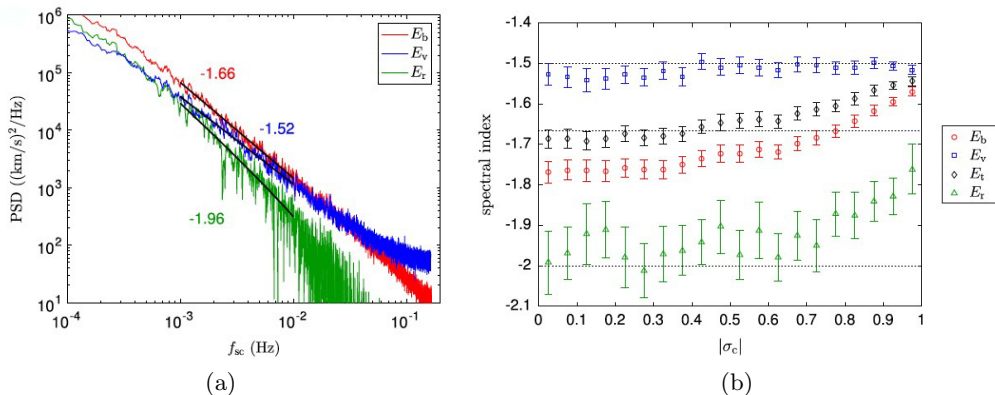 10^6
10^5
10^4
10^3
10^2
10^1
PSD ((km/s)^2/Hz)
E_b
E_v
E_r
-1.66
-1.52
-1.96
10^-4
10^-3
10^-2
10^-1
f_sc (Hz)
(a)
-1.4
-1.5
-1.6
-1.7
-1.8
-1.9
-2
-2.1
spectral index
E_b
E_v
E_t
E_r
0 0.1 0.2 0.3 0.4 0.5 0.6 0.7 0.8 0.9 1
|σ_c|
(b)